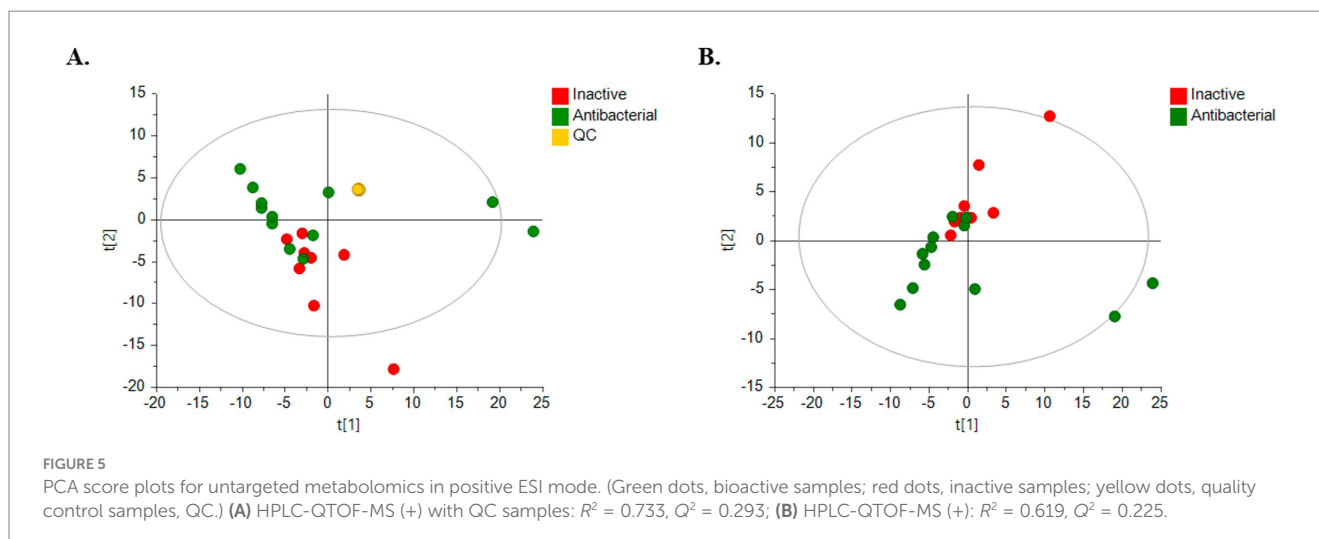 A.
Inactive
Antibacterial
QC
15
10
5
0
-5
-10
-15
-20
t[2]
-20 -15 -10 -5 0 5 10 15 20 25
t[1]
B.
Inactive
Antibacterial
15
10
5
0
-5
-10
-15
t[2]
-25 -20 -15 -10 -5 0 5 10 15 20 25
t[1]
FIGURE 5
PCA score plots for untargeted metabolomics in positive ESI mode. (Green dots, bioactive samples; red dots, inactive samples; yellow dots, quality
control samples, QC.) (A) HPLC-QTOF-MS (+) with QC samples: R² = 0.733, Q² = 0.293; (B) HPLC-QTOF-MS (+): R² = 0.619, Q² = 0.225.